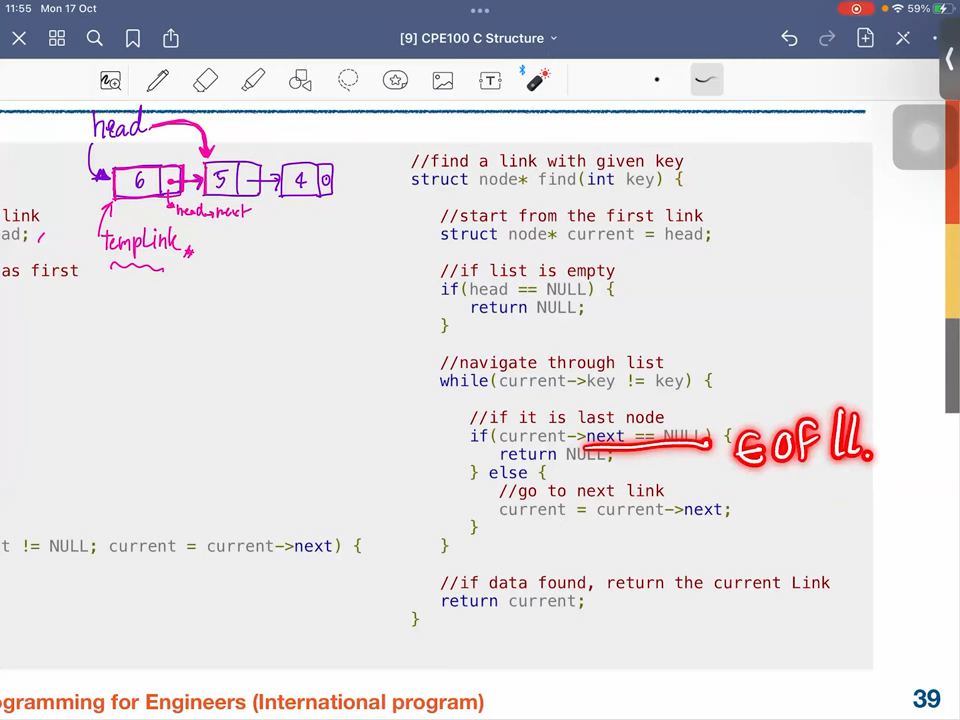 11:55 Mon 17 Oct
59%
[9] CPE100 C Structure
T
head
6 5 4
head→next
tempLink
link
ad;
as first
t != NULL; current = current->next) {
//find a link with given key
struct node* find(int key) {
//start from the first link
struct node* current = head;
//if list is empty
if(head == NULL) {
return NULL;
}
//navigate through list
while(current->key != key) {
//if it is last node
if(current->next == NULL) {
E of LL.
return NULL;
} else {
//go to next link
current = current->next;
}
}
//if data found, return the current Link
return current;
}
ogramming for Engineers (International program)
39